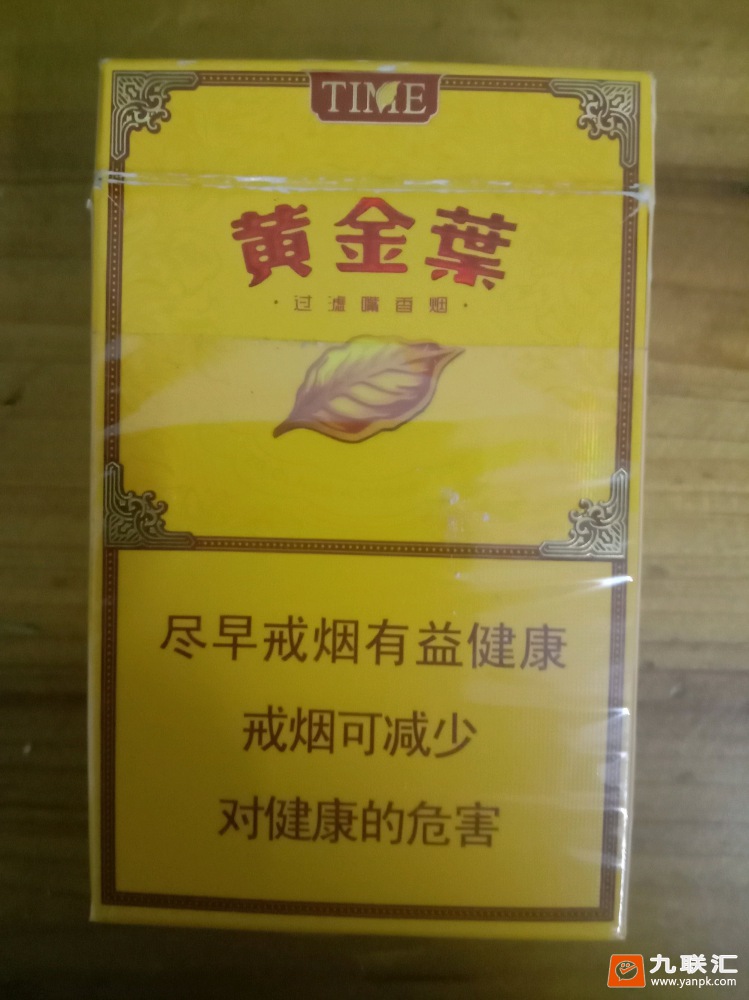 TIME
黄金葉
·过滤嘴香烟·
尽早戒烟有益健康
戒烟可减少
对健康的危害
九联汇
www.yanpk.com